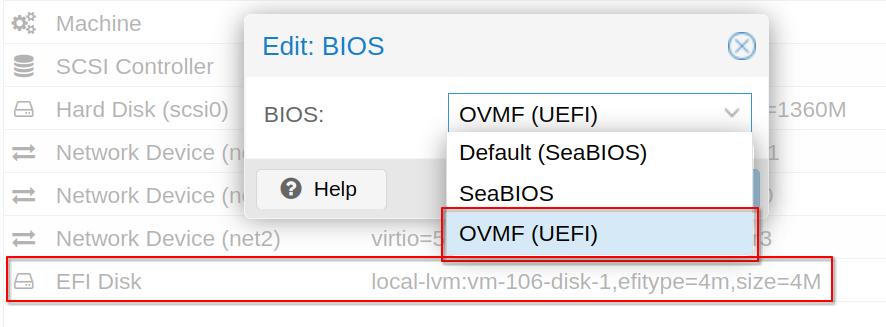 Machine
Edit: BIOS
SCSI Controller
Hard Disk (scsi0)
=1360M
BIOS:
OVMF (UEFI)
Default (SeaBIOS)
SeaBIOS
OVMF (UEFI)
Network Device (ne
1
Help
Network Device (ne
Network Device (net2)
virtio=5
r3
EFI Disk
local-lvm:vm-106-disk-1,efitype=4m,size=4M